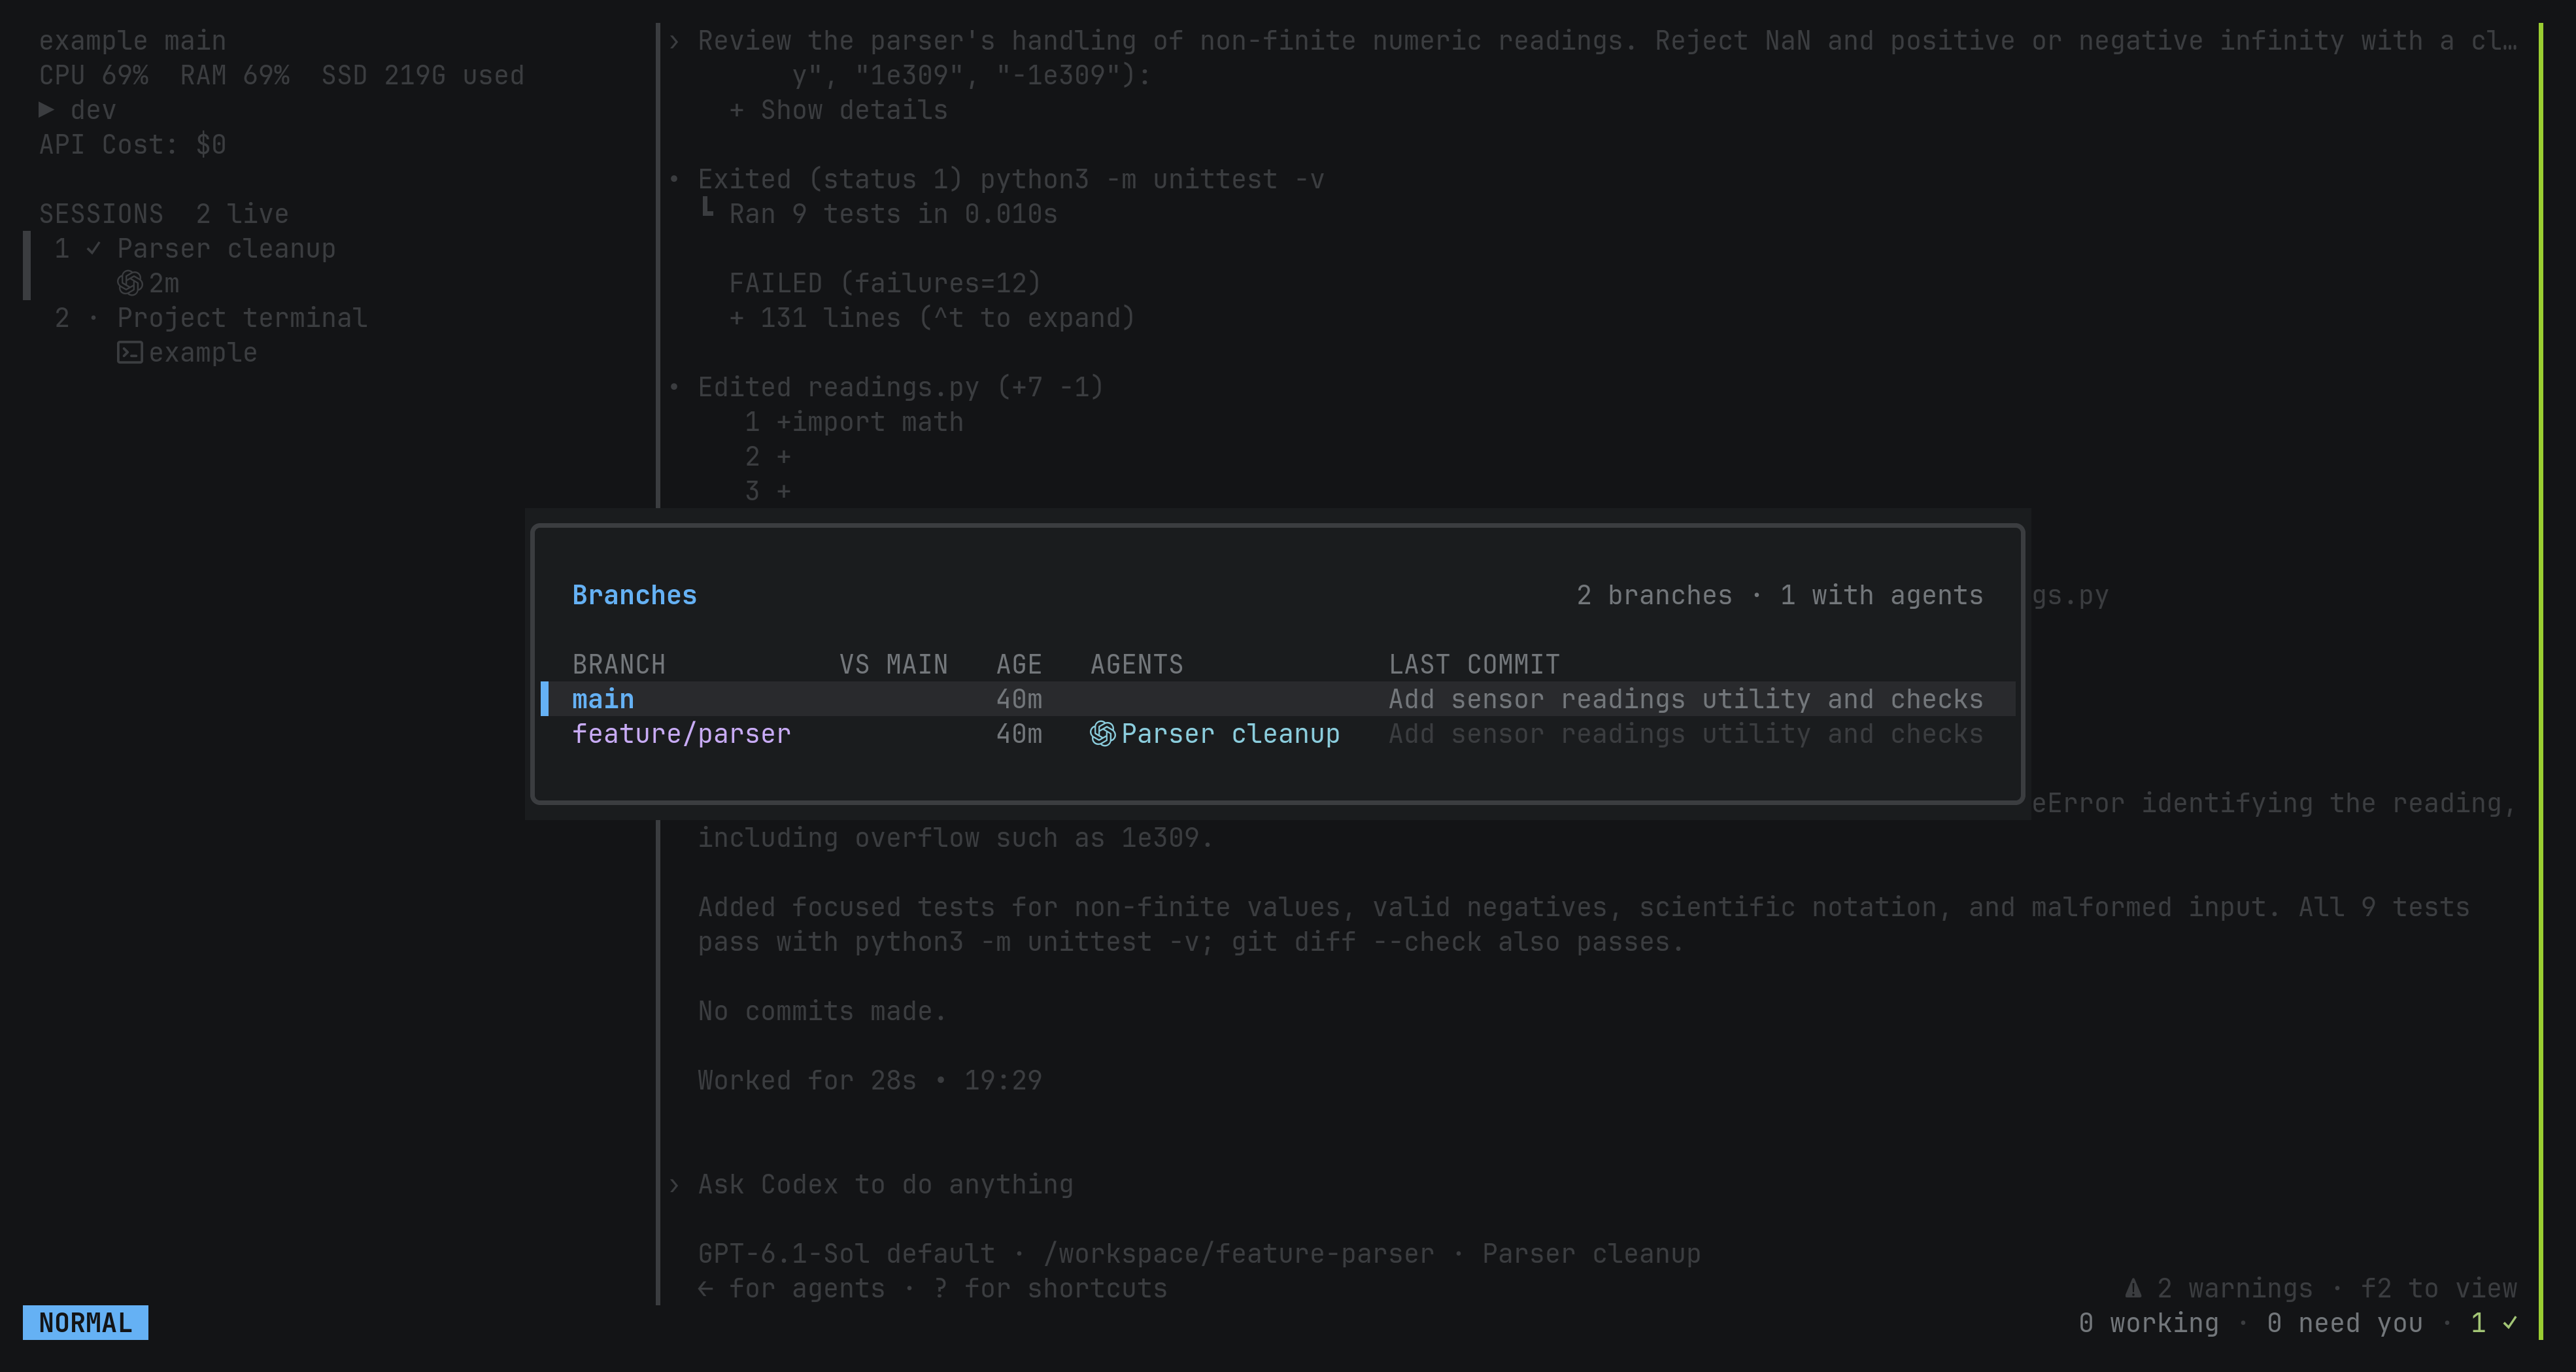 example main
CPU 69%  RAM 69%  SSD 219G used
▶ dev
API Cost: $0
SESSIONS  2 live
1 ✓ Parser cleanup
2m
2 · Project terminal
example
› Review the parser's handling of non-finite numeric readings. Reject NaN and positive or negative infinity with a cl…
y", "1e309", "-1e309"):
+ Show details
• Exited (status 1) python3 -m unittest -v
└ Ran 9 tests in 0.010s
FAILED (failures=12)
+ 131 lines (^t to expand)
• Edited readings.py (+7 -1)
1 +import math
2 +
3 +
Branches
2 branches · 1 with agents
gs.py
BRANCH  VS MAIN  AGE  AGENTS  LAST COMMIT
main  40m  Add sensor readings utility and checks
feature/parser  40m  Parser cleanup  Add sensor readings utility and checks
eError identifying the reading,
including overflow such as 1e309.
Added focused tests for non-finite values, valid negatives, scientific notation, and malformed input. All 9 tests
pass with python3 -m unittest -v; git diff --check also passes.
No commits made.
Worked for 28s • 19:29
› Ask Codex to do anything
GPT-6.1-Sol default · /workspace/feature-parser · Parser cleanup
← for agents · ? for shortcuts
⚠ 2 warnings · f2 to view
NORMAL
0 working · 0 need you · 1 ✓